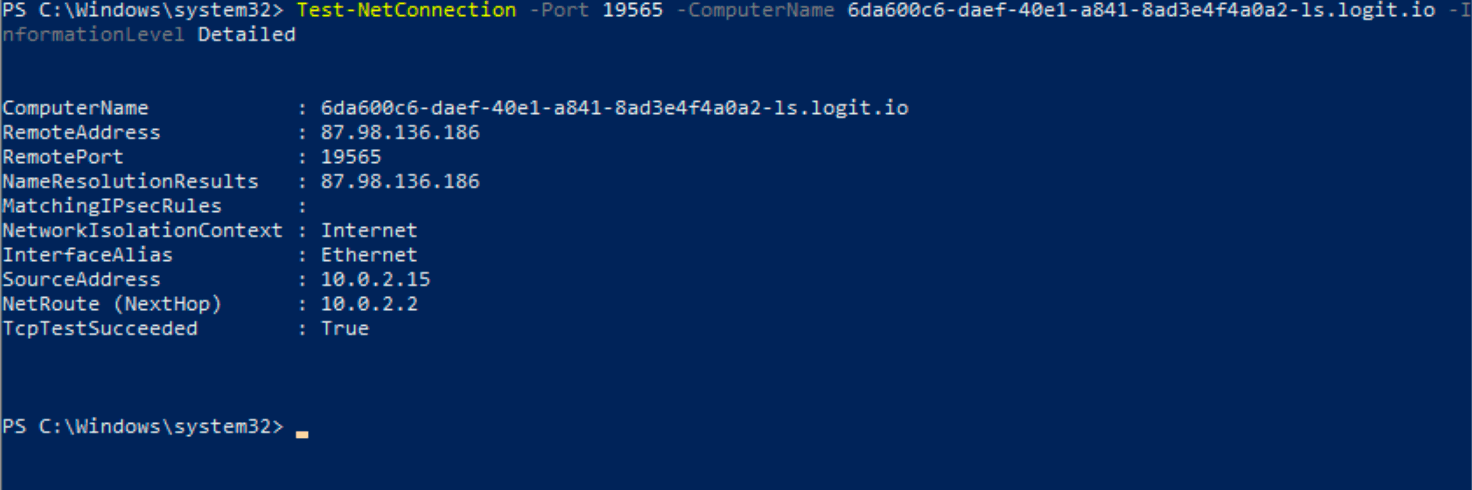 PS C:\Windows\system32> Test-NetConnection -Port 19565 -ComputerName 6da600c6-daef-40e1-a841-8ad3e4f4a0a2-ls.logit.io -I
nformationLevel Detailed
ComputerName            : 6da600c6-daef-40e1-a841-8ad3e4f4a0a2-ls.logit.io
RemoteAddress           : 87.98.136.186
RemotePort              : 19565
NameResolutionResults   : 87.98.136.186
MatchingIPsecRules      :
NetworkIsolationContext : Internet
InterfaceAlias          : Ethernet
SourceAddress           : 10.0.2.15
NetRoute (NextHop)      : 10.0.2.2
TcpTestSucceeded        : True
PS C:\Windows\system32>